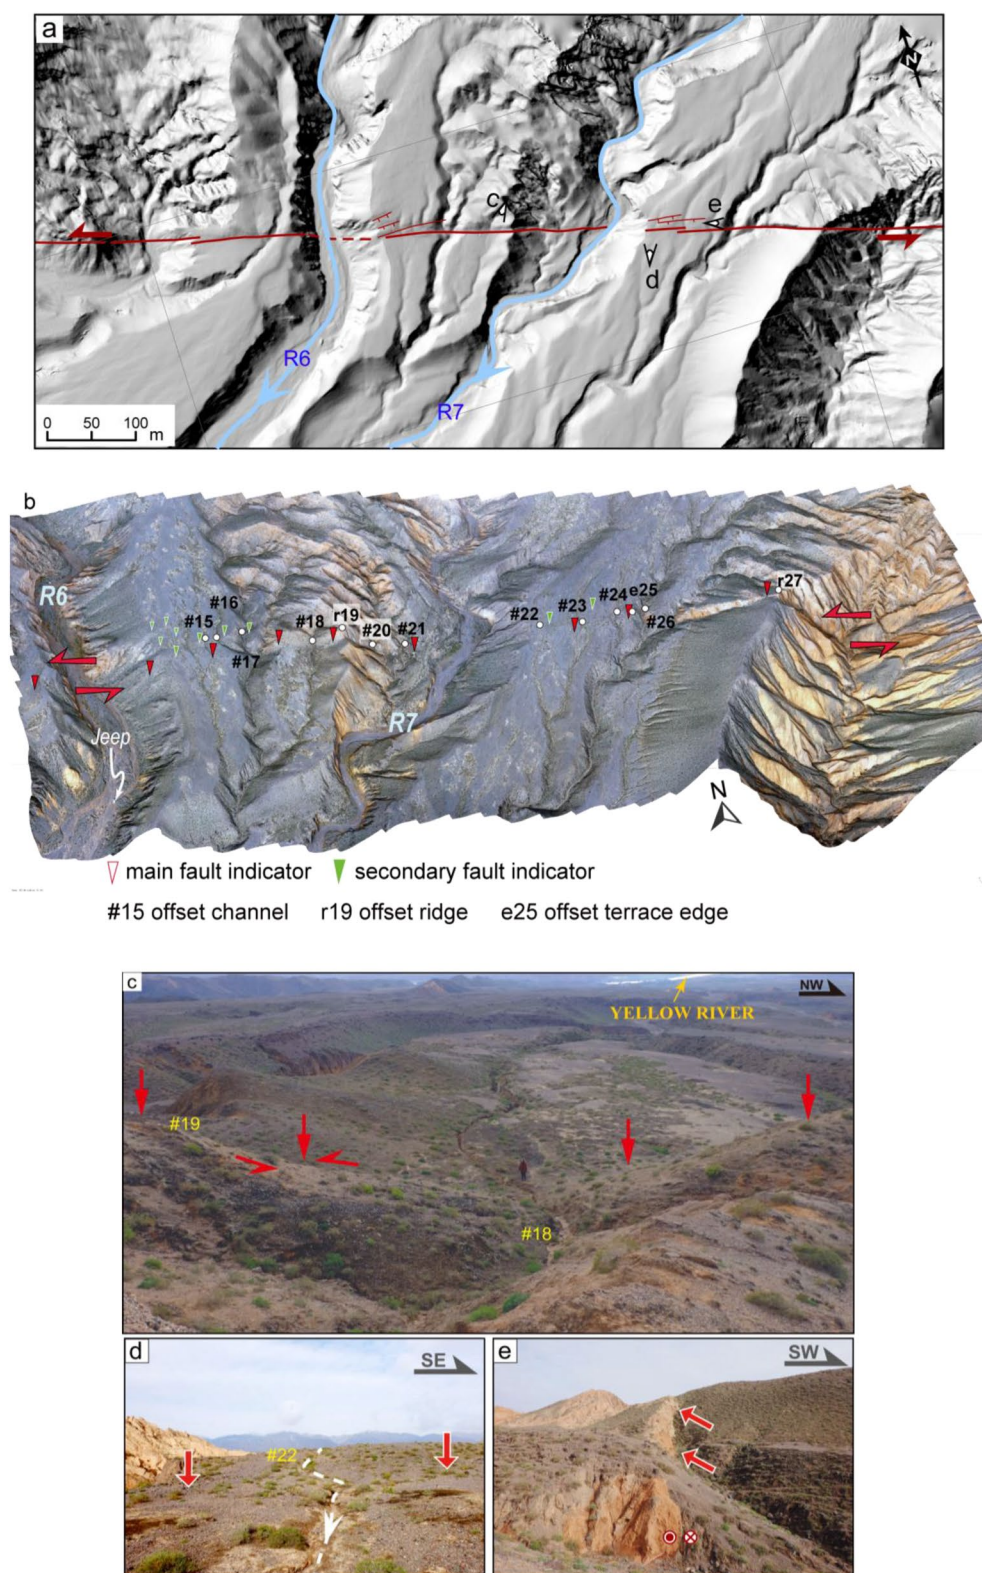 a
N
c
e
d
R6
R7
0 50 100
m
b
R6
#16
#15
#17
#18
r19
#20
#21
R7
#22
#23
#24
e25
#26
r27
Jeep
N
main fault indicator
secondary fault indicator
#15 offset channel r19 offset ridge e25 offset terrace edge
c
NW
YELLOW RIVER
#19
#18
d
SE
#22
e
SW